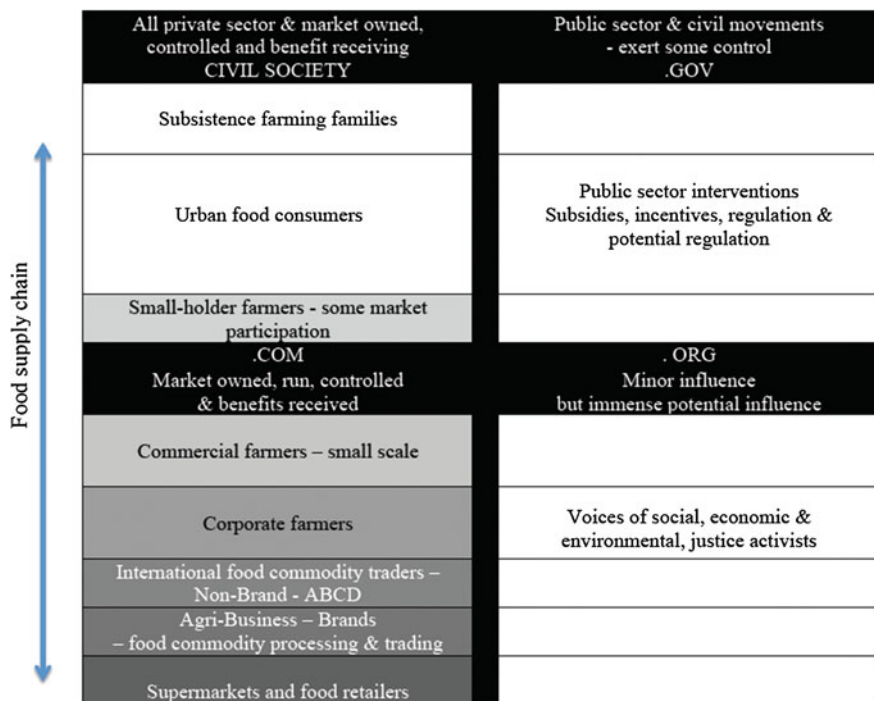 Food supply chain
All private sector & market owned,
controlled and benefit receiving
CIVIL SOCIETY
Public sector & civil movements
- exert some control
.GOV
Subsistence farming families
Urban food consumers
Public sector interventions
Subsidies, incentives, regulation &
potential regulation
Small-holder farmers - some market
participation
.COM
Market owned, run, controlled
& benefits received
. ORG
Minor influence
but immense potential influence
Commercial farmers – small scale
Corporate farmers
Voices of social, economic &
environmental, justice activists
International food commodity traders –
Non-Brand - ABCD
Agri-Business – Brands
– food commodity processing & trading
Supermarkets and food retailers